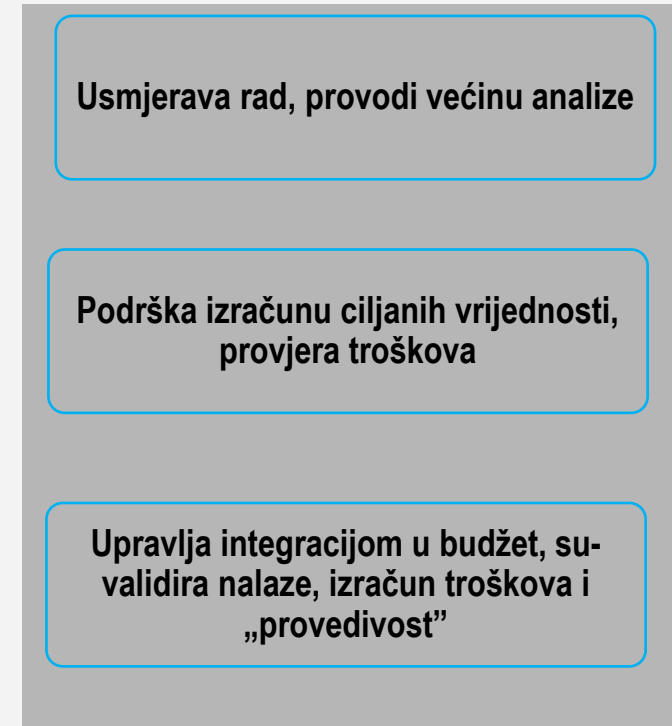 Usmjerava rad, provodi većinu analize
Podrška izračunu ciljanih vrijednosti,
provjera troškova
Upravlja integracijom u budžet, su-
validira nalaze, izračun troškova i
„provedivost”